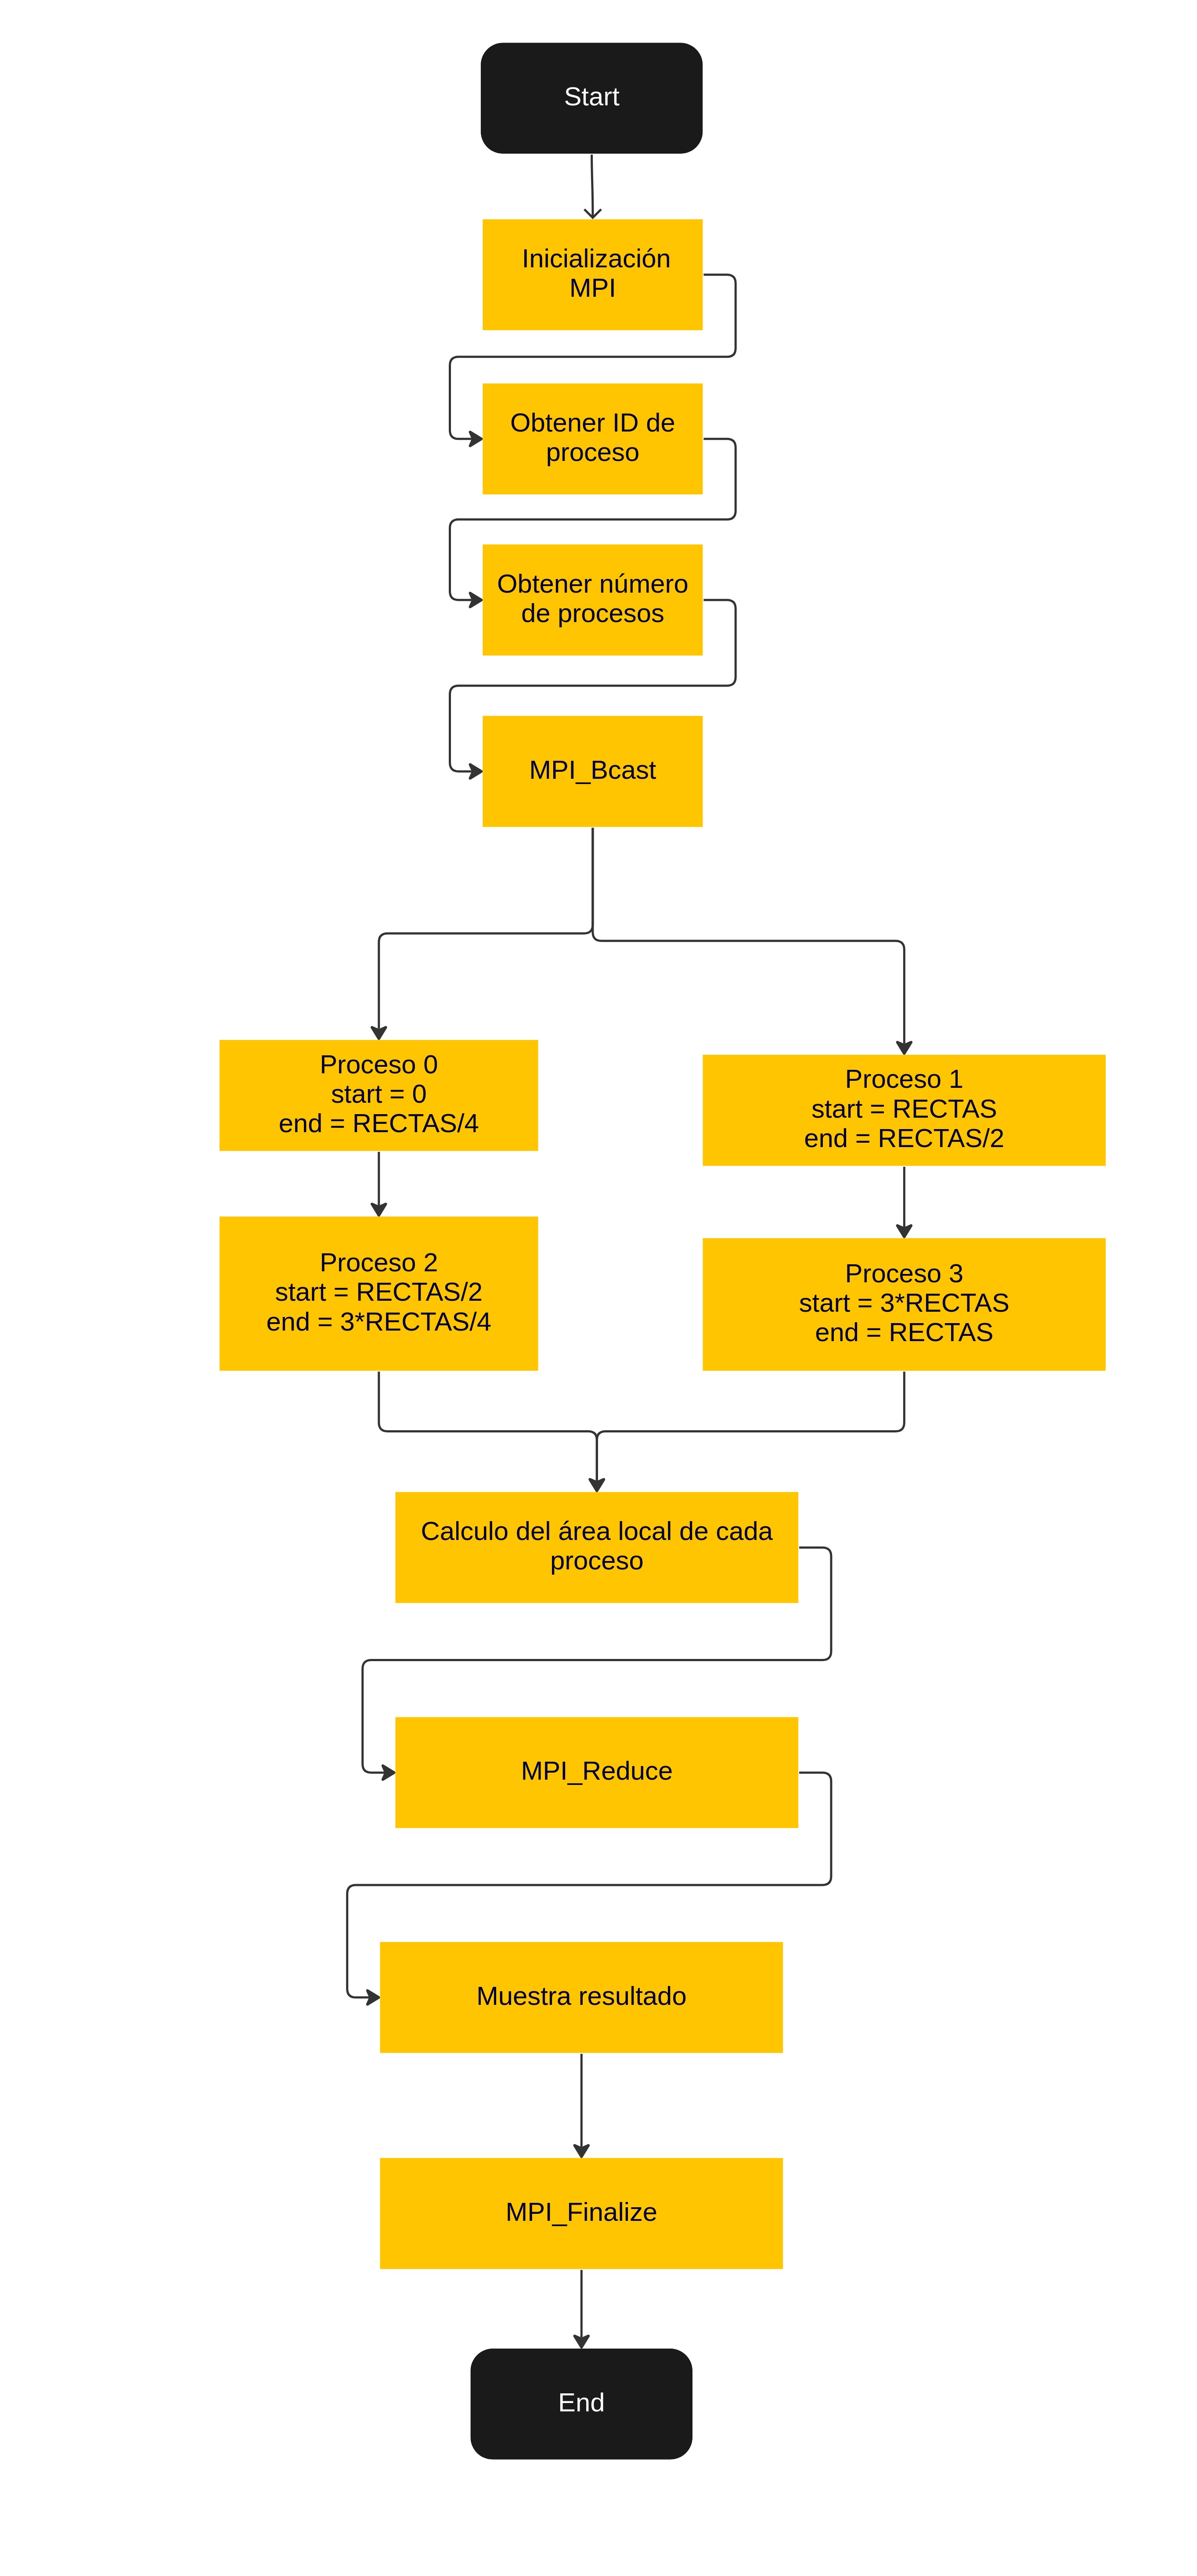 Start
Inicialización
MPI
Obtener ID de
proceso
Obtener número
de procesos
MPI_Bcast
Proceso 0
start = 0
end = RECTAS/4
Proceso 1
start = RECTAS
end = RECTAS/2
Proceso 2
start = RECTAS/2
end = 3*RECTAS/4
Proceso 3
start = 3*RECTAS
end = RECTAS
Calculo del área local de cada
proceso
MPI_Reduce
Muestra resultado
MPI_Finalize
End